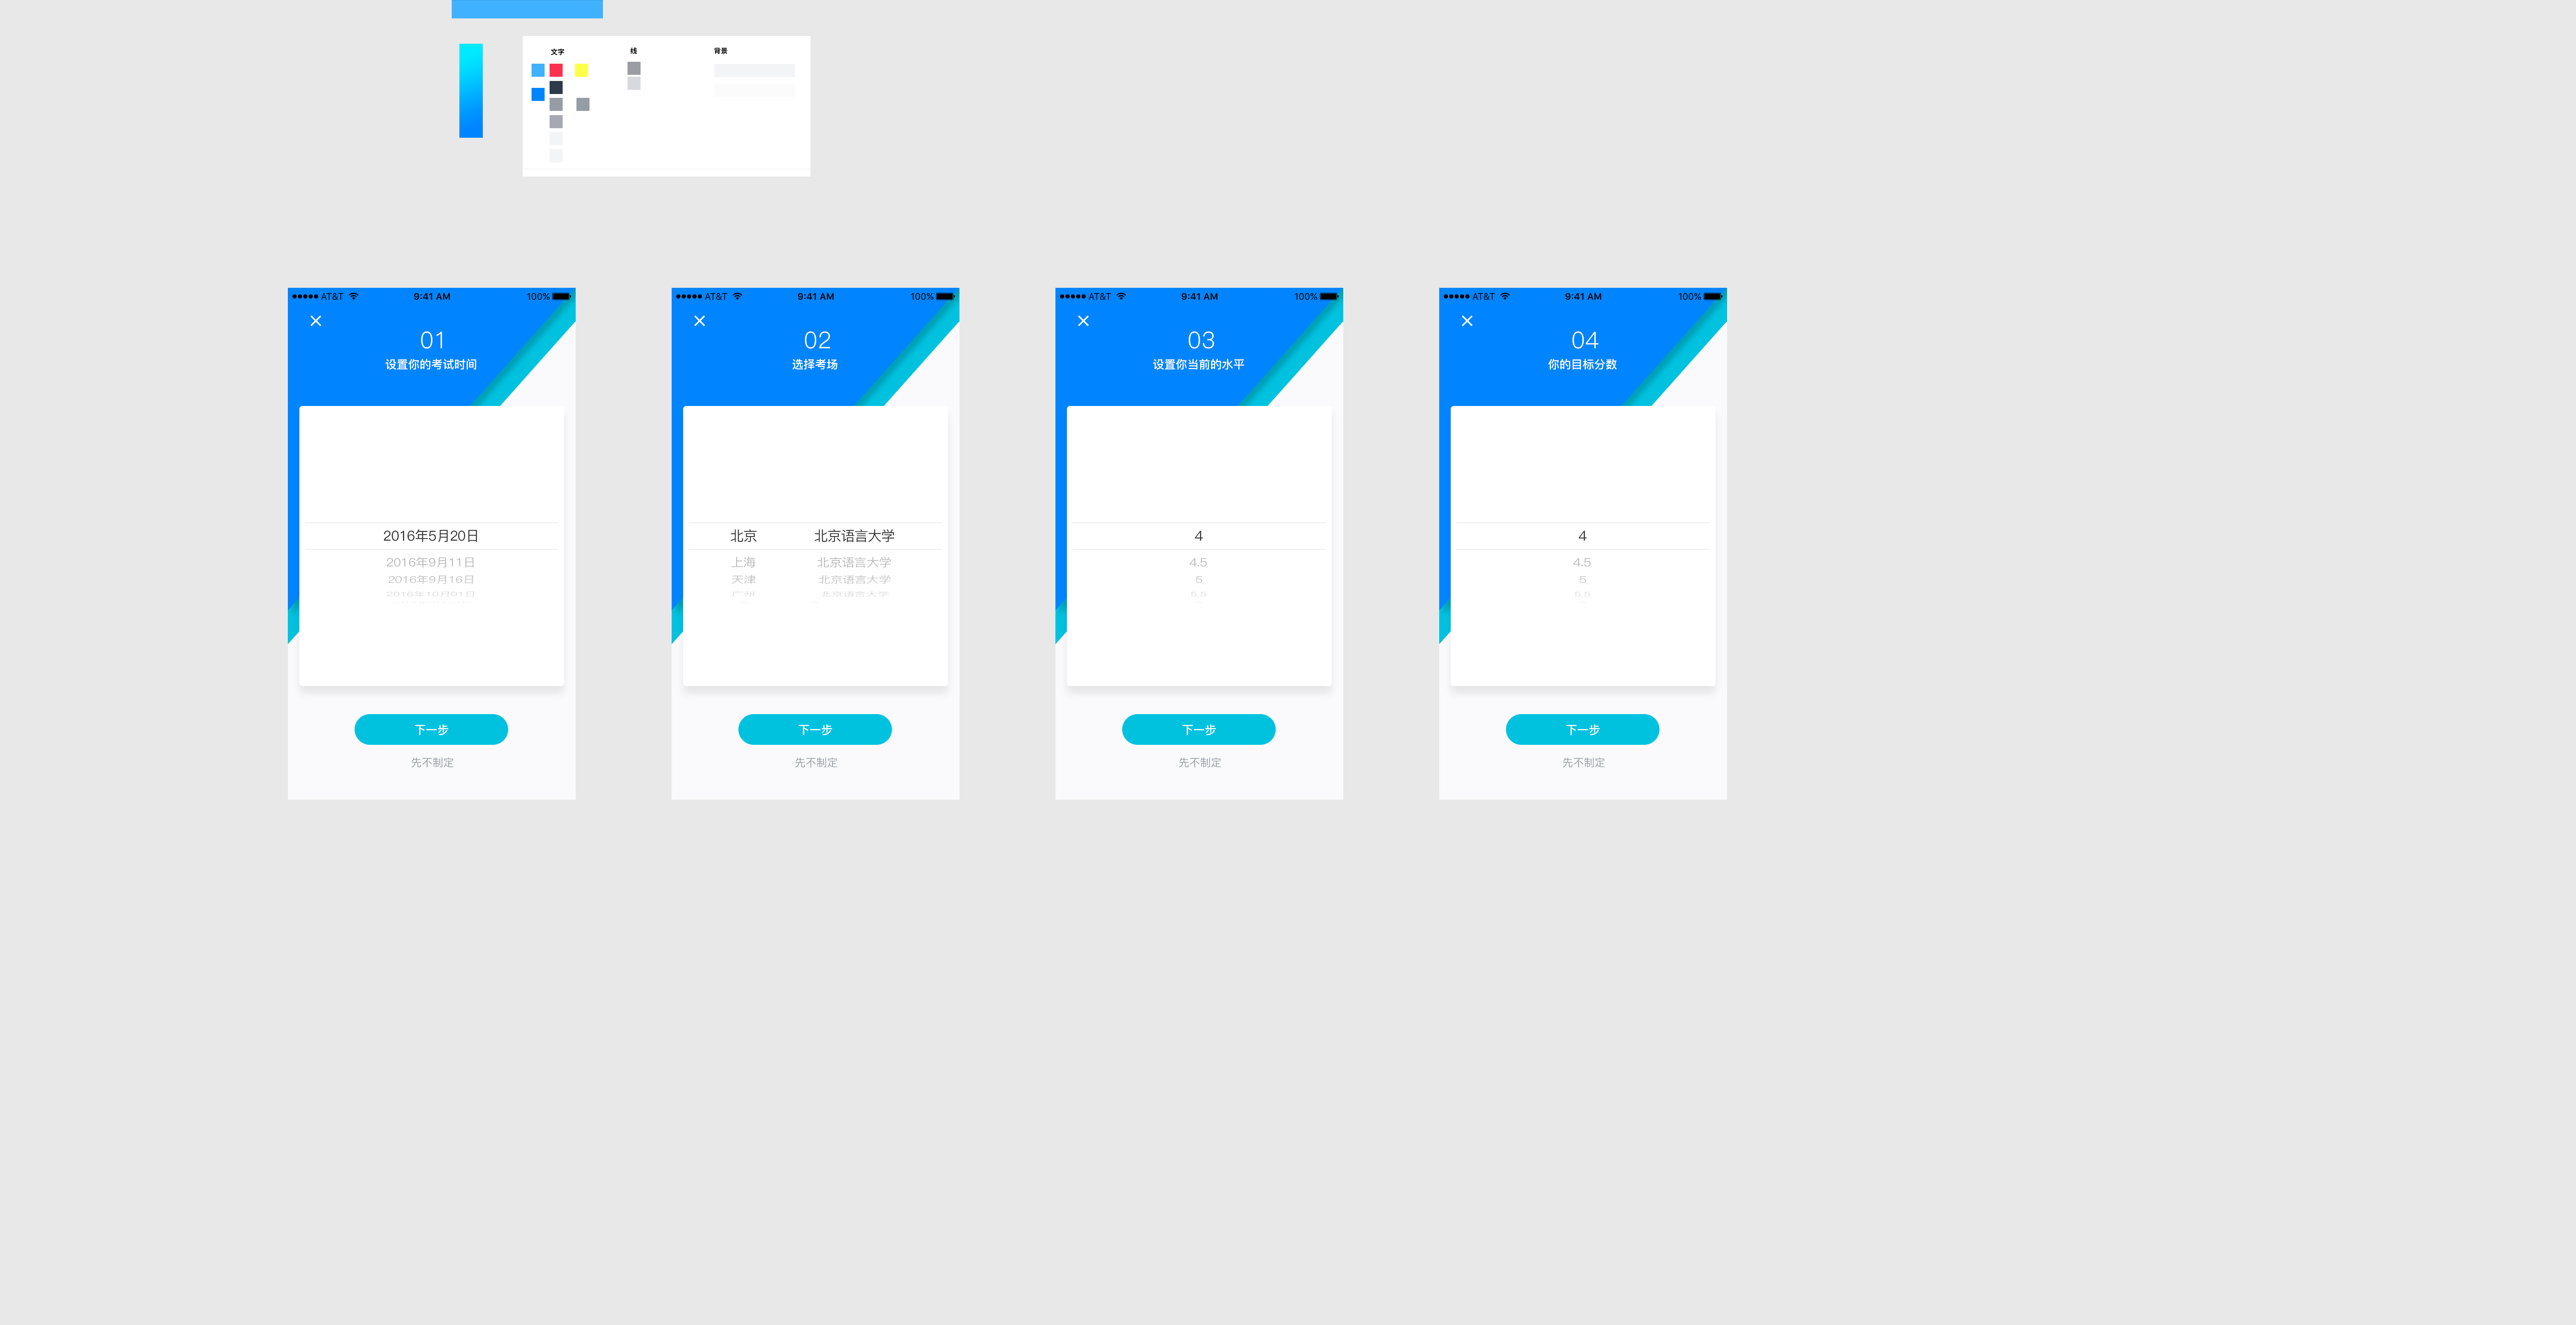 文字
线
背景
AT&T 9:41 AM 100%
01
设置你的考试时间
2016年5月20日
2016年9月11日
2016年9月16日
2016年10月01日
下一步
先不制定
AT&T 9:41 AM 100%
02
选择考场
北京 北京语言大学
上海 北京语言大学
天津 北京语言大学
广州 北京语言大学
下一步
先不制定
AT&T 9:41 AM 100%
03
设置你当前的水平
4
4.5
5
5.5
下一步
先不制定
AT&T 9:41 AM 100%
04
你的目标分数
4
4.5
5
5.5
下一步
先不制定